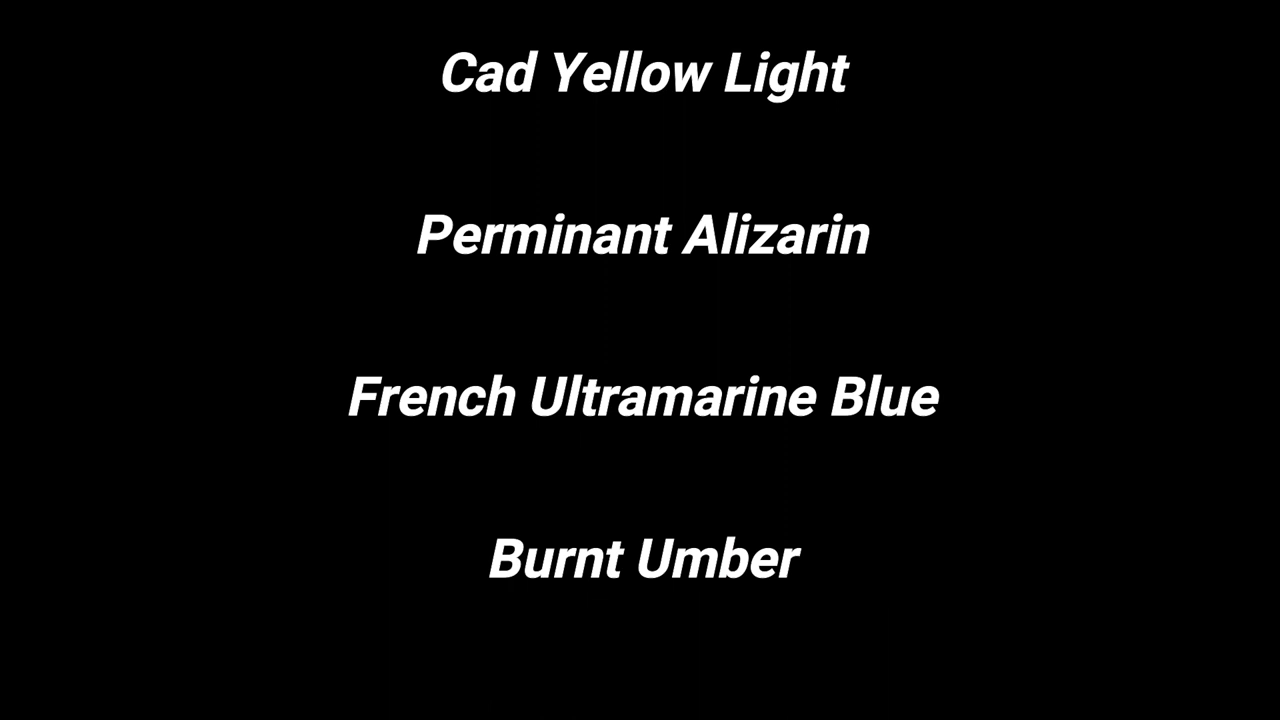 Cad Yellow Light
Perminant Alizarin
French Ultramarine Blue
Burnt Umber